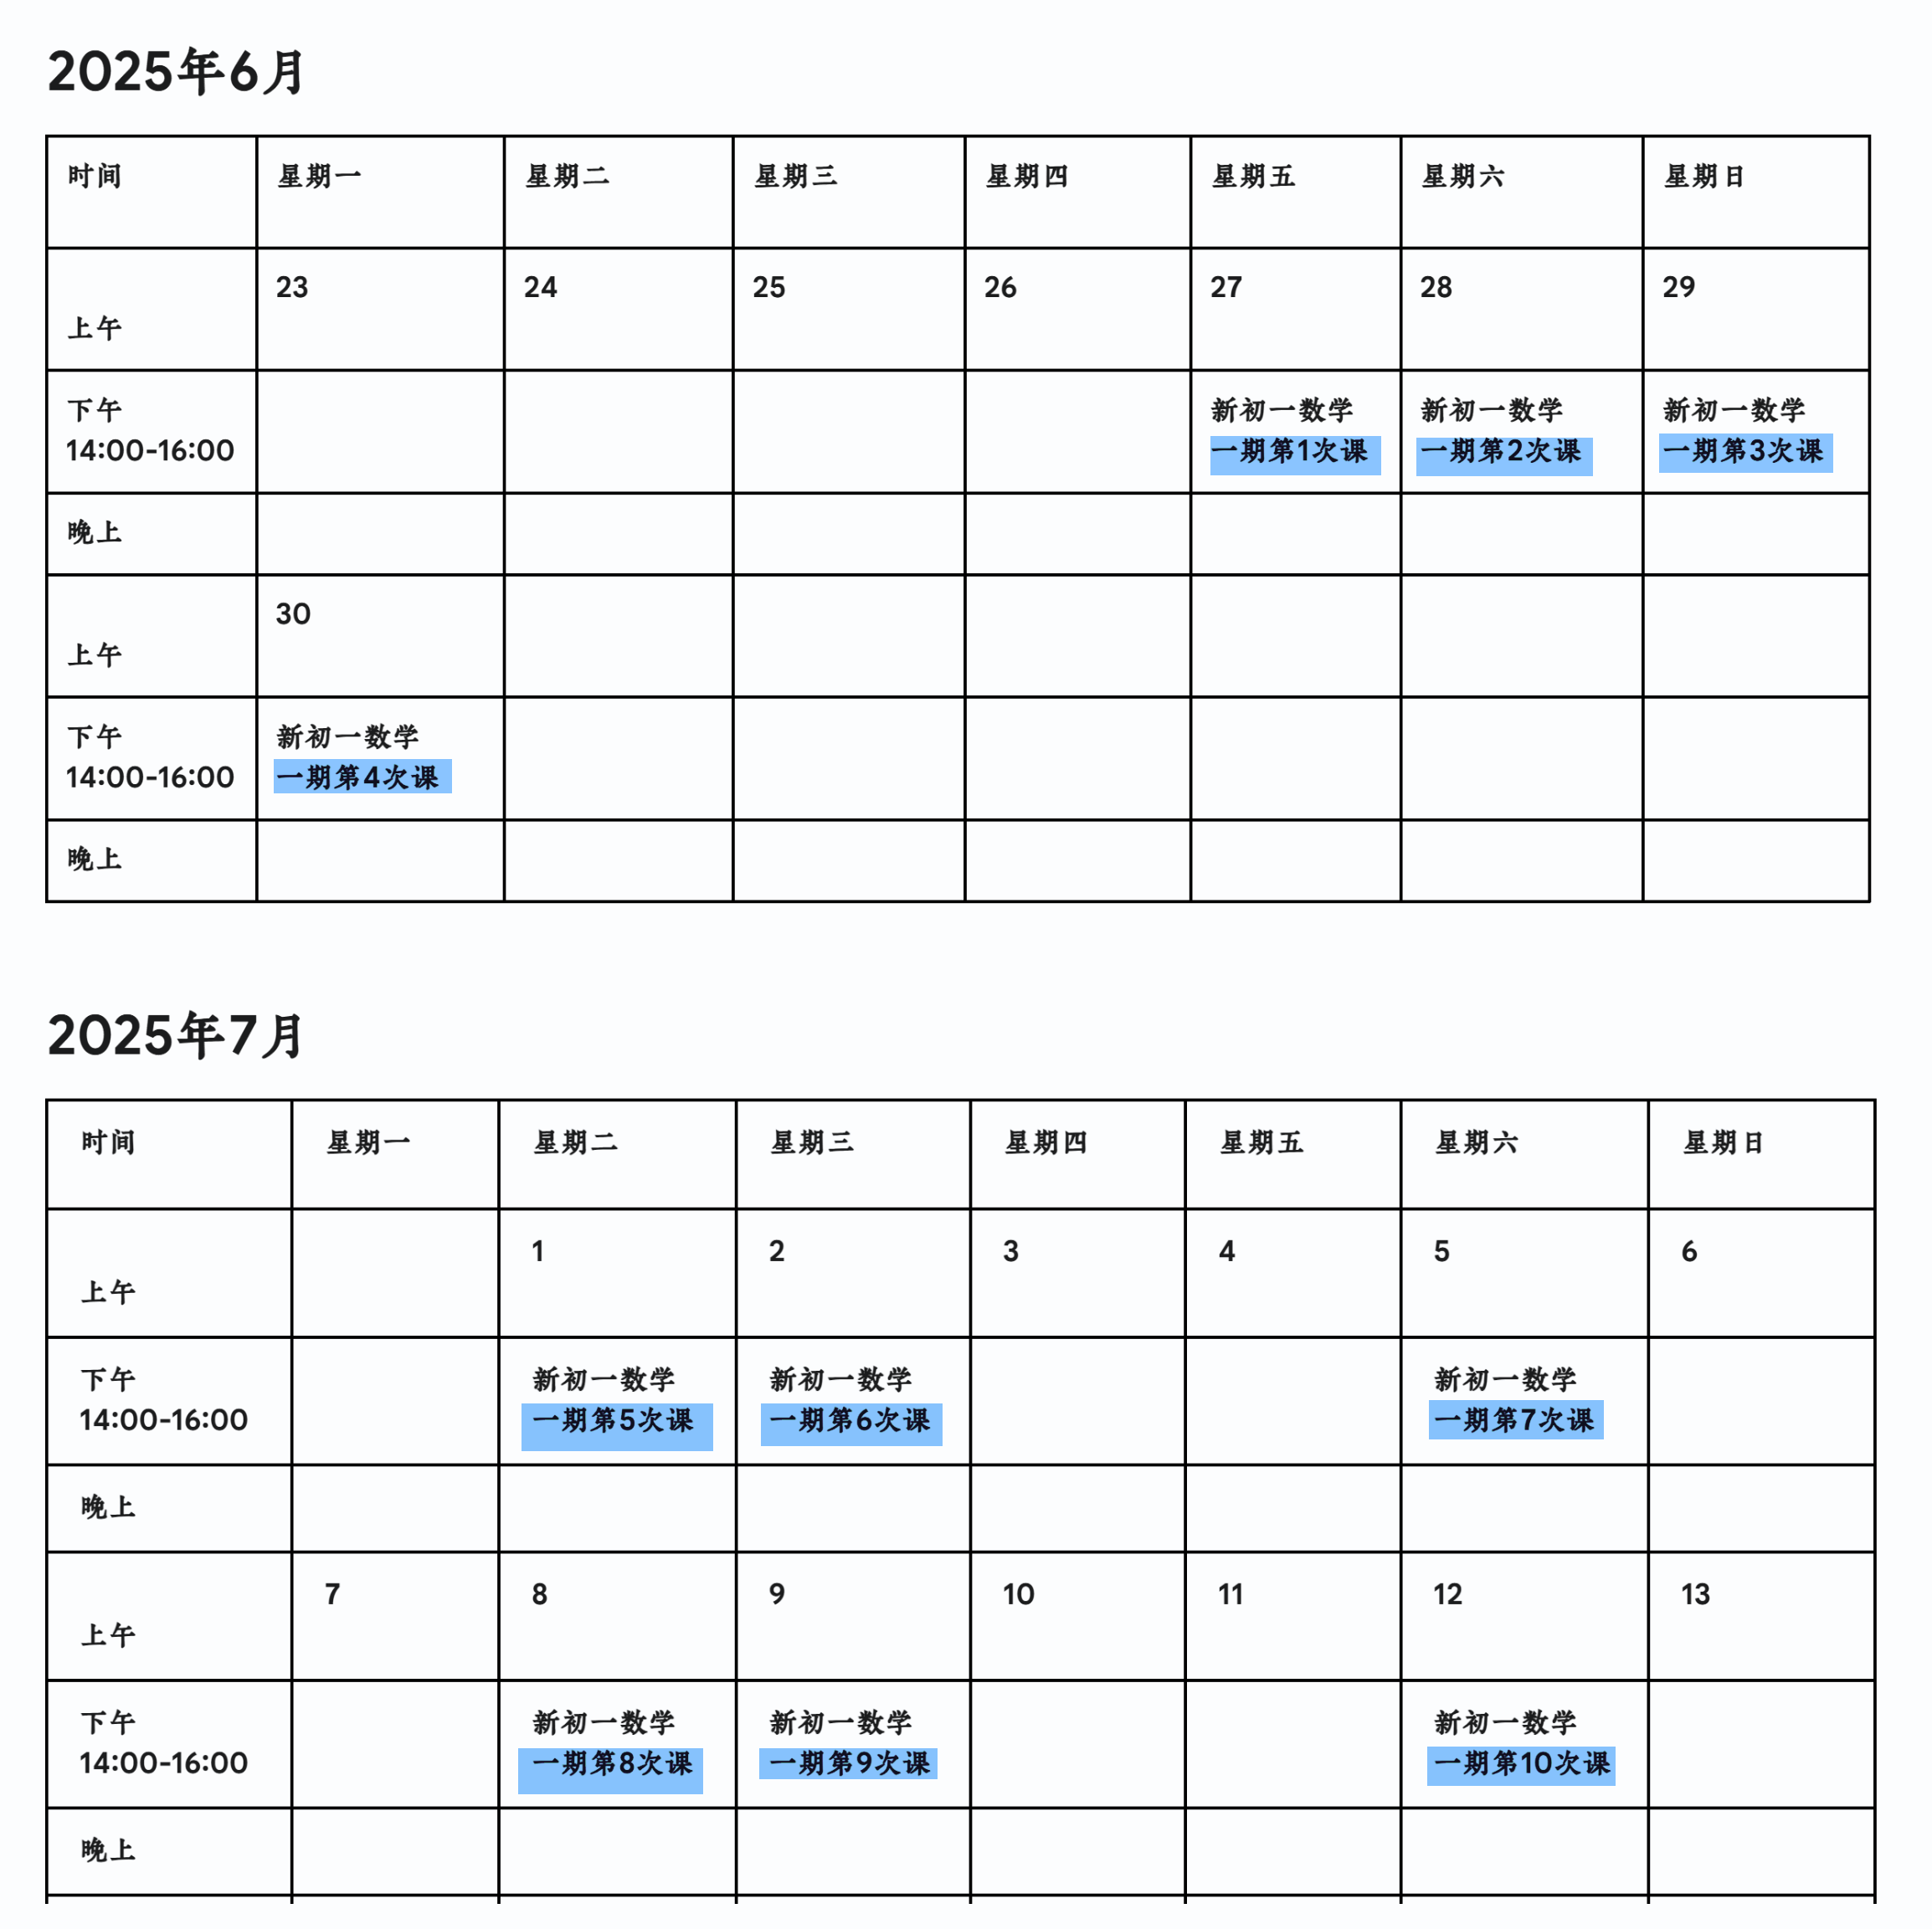 2025年6月
时间 星期一 星期二 星期三 星期四 星期五 星期六 星期日
23 24 25 26 27 28 29
上午
下午 新初一数学 新初一数学 新初一数学
14:00-16:00 一期第1次课 一期第2次课 一期第3次课
晚上
30
上午
下午 新初一数学
14:00-16:00 一期第4次课
晚上
2025年7月
时间 星期一 星期二 星期三 星期四 星期五 星期六 星期日
1 2 3 4 5 6
上午
下午 新初一数学 新初一数学 新初一数学
14:00-16:00 一期第5次课 一期第6次课 一期第7次课
晚上
7 8 9 10 11 12 13
上午
下午 新初一数学 新初一数学 新初一数学
14:00-16:00 一期第8次课 一期第9次课 一期第10次课
晚上